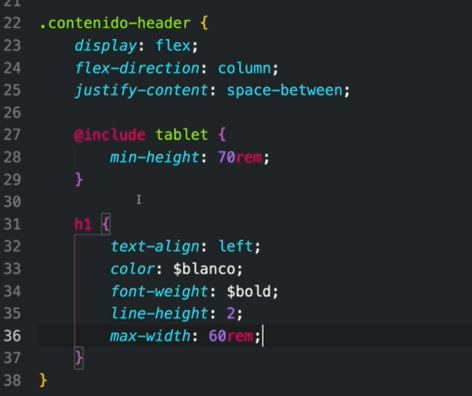 21
22 .contenido-header {
23 display: flex;
24 flex-direction: column;
25 justify-content: space-between;
26
27 @include tablet {
28 min-height: 70rem;
29 }
30
31 h1 {
32 text-align: left;
33 color: $blanco;
34 font-weight: $bold;
35 line-height: 2;
36 max-width: 60rem;
37 }
38 }